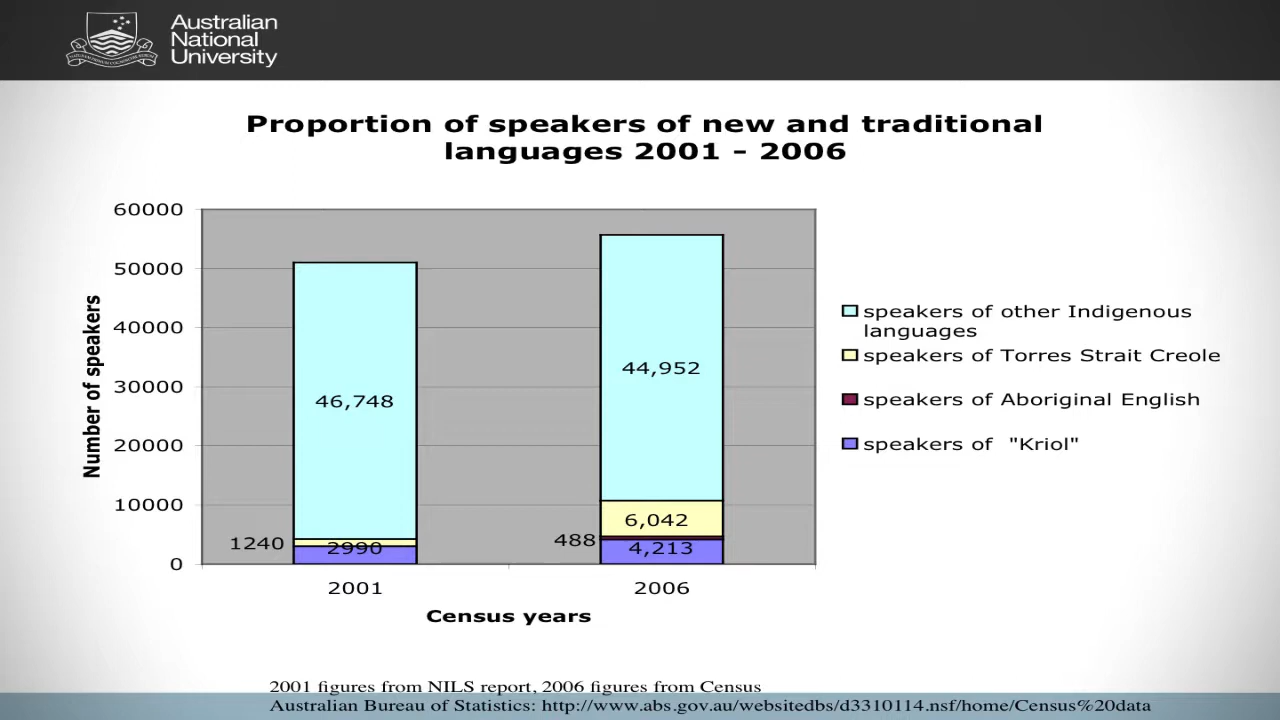 Australian
National
University
Proportion of speakers of new and traditional
languages 2001 - 2006
Number of speakers
60000
50000
40000
30000
20000
10000
0
46,748
1240
2990
44,952
6,042
488
4,213
2001
2006
Census years
speakers of other Indigenous
languages
speakers of Torres Strait Creole
speakers of Aboriginal English
speakers of "Kriol"
2001 figures from NILS report, 2006 figures from Census
Australian Bureau of Statistics: http://www.abs.gov.au/websitedbs/d3310114.nsf/home/Census%20data